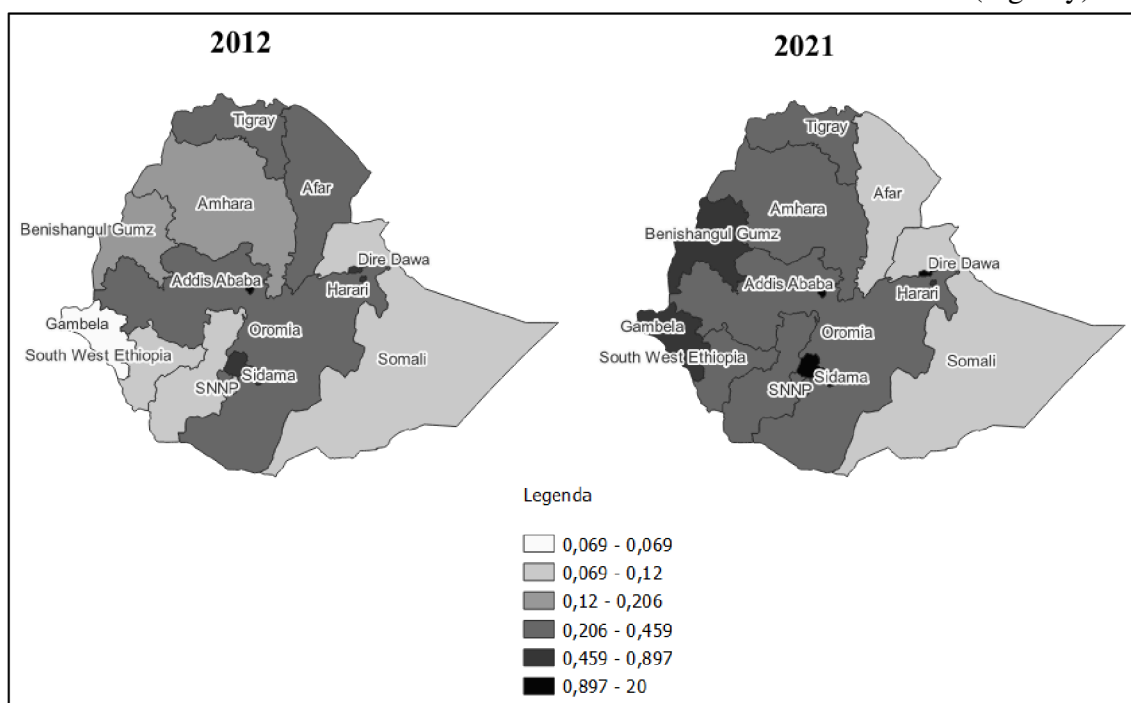 2012
2021
Tigray
Afar
Amhara
Benishangul Gumz
Dire Dawa
Addis Ababa
Harari
Gambela
Oromia
South West Ethiopia
Somali
Sidama
SNNP
Tigray
Afar
Amhara
Benishangul Gumz
Dire Dawa
Addis Ababa
Harari
Gambela
Oromia
South West Ethiopia
Somali
Sidama
SNNP
Legenda
0,069 - 0,069
0,069 - 0,12
0,12 - 0,206
0,206 - 0,459
0,459 - 0,897
0,897 - 20